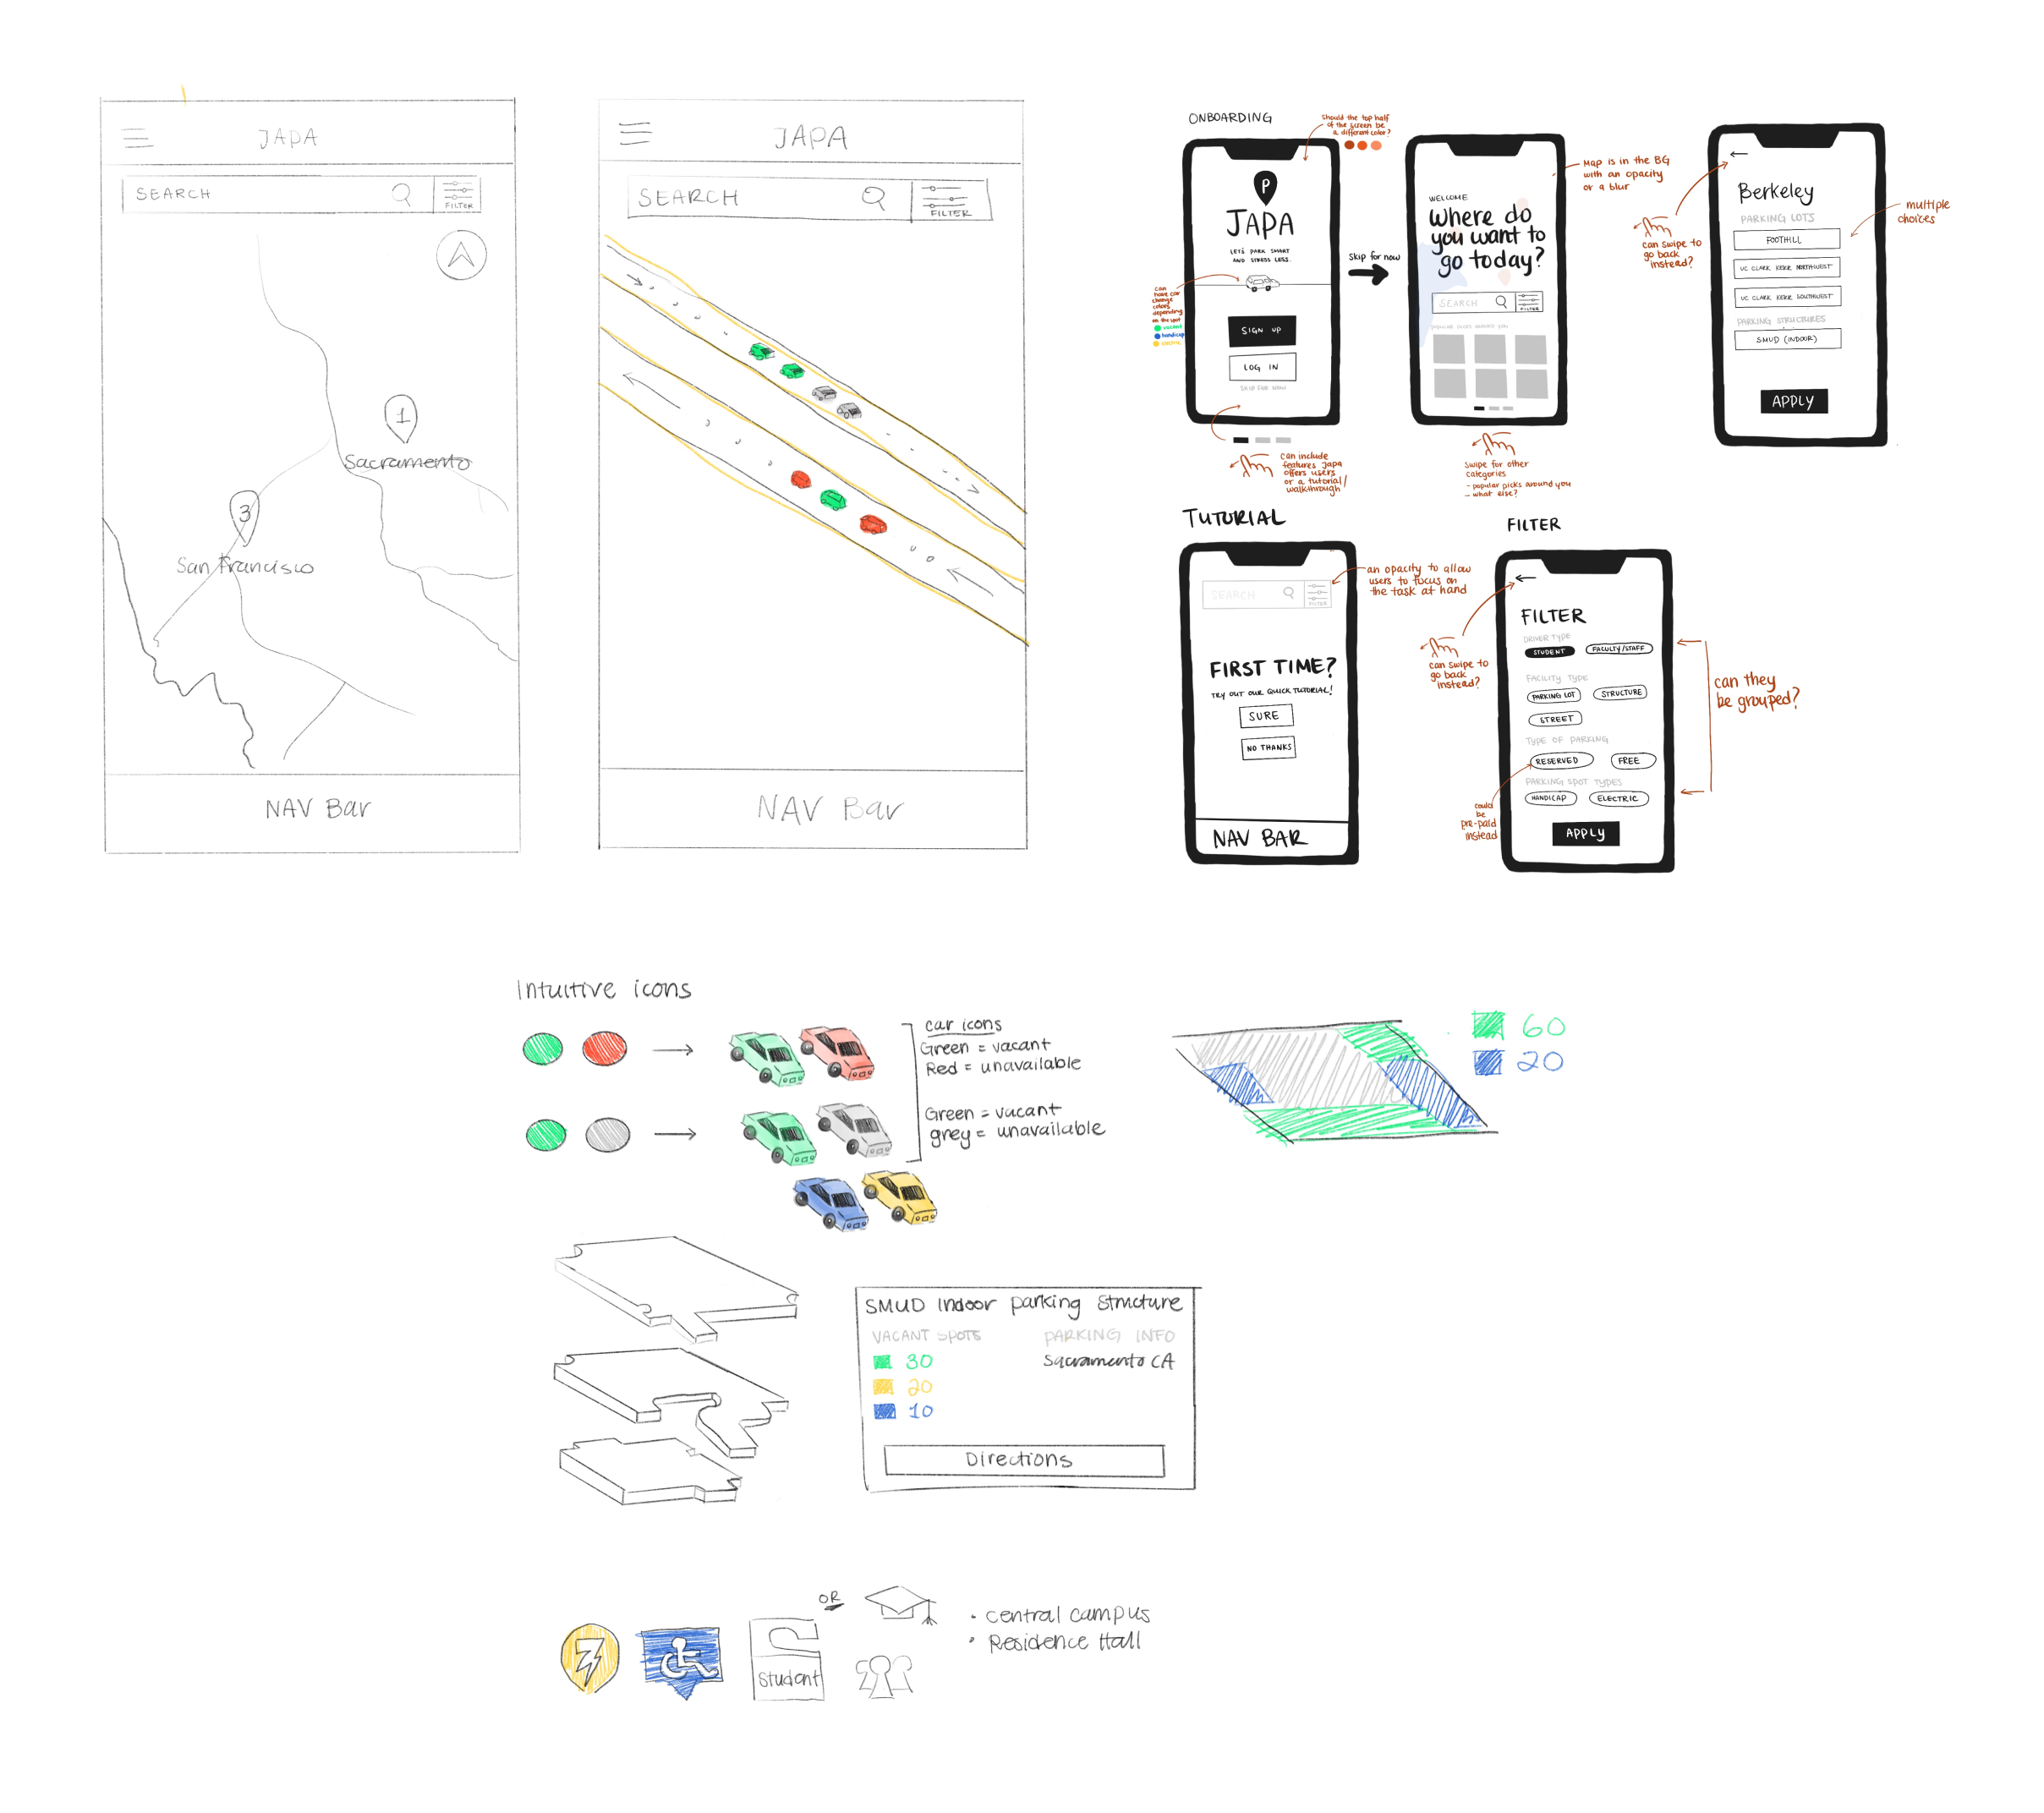 JAPA
SEARCH
FILTER
1
Sacramento
3
San Francisco
NAV Bar
JAPA
SEARCH
FILTER
NAV Bar
ONBOARDING
Should the top half
of the screen be
a different color?
P
JAPA
LET'S PARK SMART
AND STRESS LESS.
can
have car
change
colors
depending
on the spot
vacant
handicap
electric
SIGN UP
LOG IN
SKIP FOR NOW
can include
features Japa
offers users
or a tutorial/
walkthrough
Skip for now
WELCOME
Where do
you want to
go today?
SEARCH
FILTER
POPULAR PICKS AROUND YOU
Map is in the BG
with an opacity
or a blur
Swipe for other
categories
- popular picks around you
- what else?
Berkeley
PARKING LOTS
FOOTHILL
UC CLARK KERR NORTHWEST
UC CLARK KERR SOUTHWEST
PARKING STRUCTURES
SMUD (INDOOR)
APPLY
can swipe to
go back
instead?
multiple
choices
TUTURIAL
SEARCH
FILTER
FIRST TIME?
TRY OUT OUR QUICK TUTORIAL!
SURE
NO THANKS
NAV BAR
an opacity to allow
users to focus on
the task at hand
FILTER
FILTER
DRIVER TYPE
STUDENT
FACULTY/STAFF
FACILITY TYPE
PARKING LOT
STRUCTURE
STREET
TYPE OF PARKING
RESERVED
FREE
PARKING SPOT TYPES
HANDICAP
ELECTRIC
APPLY
can swipe to
go back
instead?
could
be
pre-paid
instead
can they
be grouped?
Intuitive icons
car icons
Green = vacant
Red = unavailable
Green = vacant
grey = unavailable
60
20
SMUD Indoor parking structure
VACANT SPOTS
PARKING INFO
30
Sacramento CA
20
10
Directions
OR
Student
• central campus
• Residence Hall